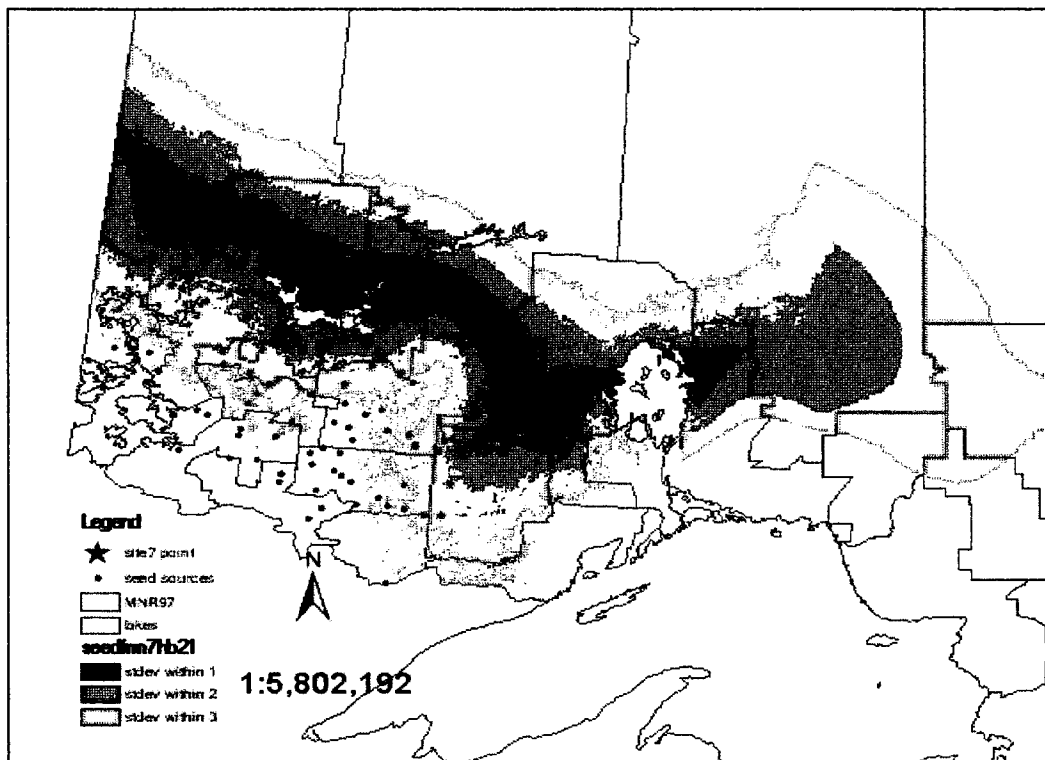 Legend
site7 point
seed sources
MNR97
lakes
N
stdev within 1
stdev within 2
stdev within 3
1:5,802,192